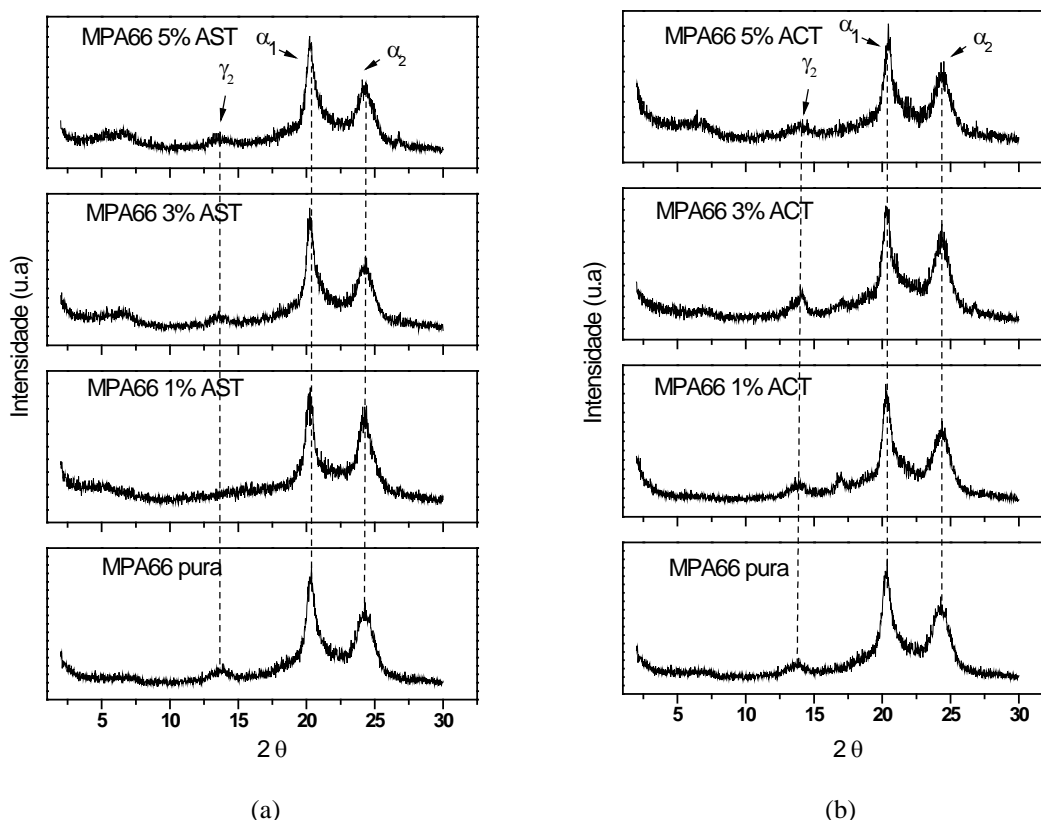 MPA66 5% AST
α1
α2
γ2
MPA66 3% AST
MPA66 1% AST
MPA66 pura
Intensidade (u.a)
5 10 15 20 25 30
2 θ
(a)
MPA66 5% ACT
α1
α2
γ2
MPA66 3% ACT
MPA66 1% ACT
MPA66 pura
Intensidade (u.a)
5 10 15 20 25 30
2 θ
(b)